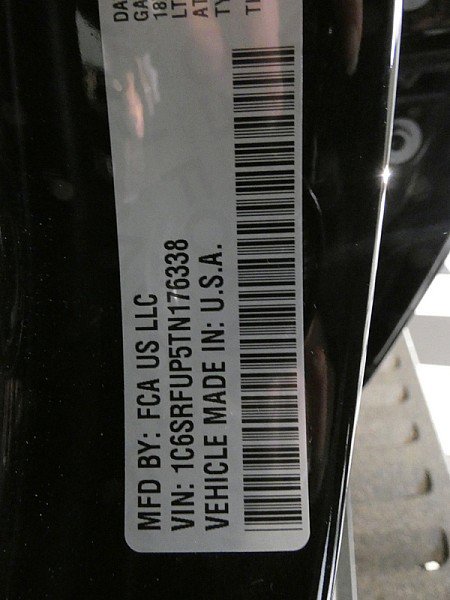 MFD BY: FCA US LLC
VIN: 1C6SRFUP5TN176338
VEHICLE MADE IN: U.S.A.